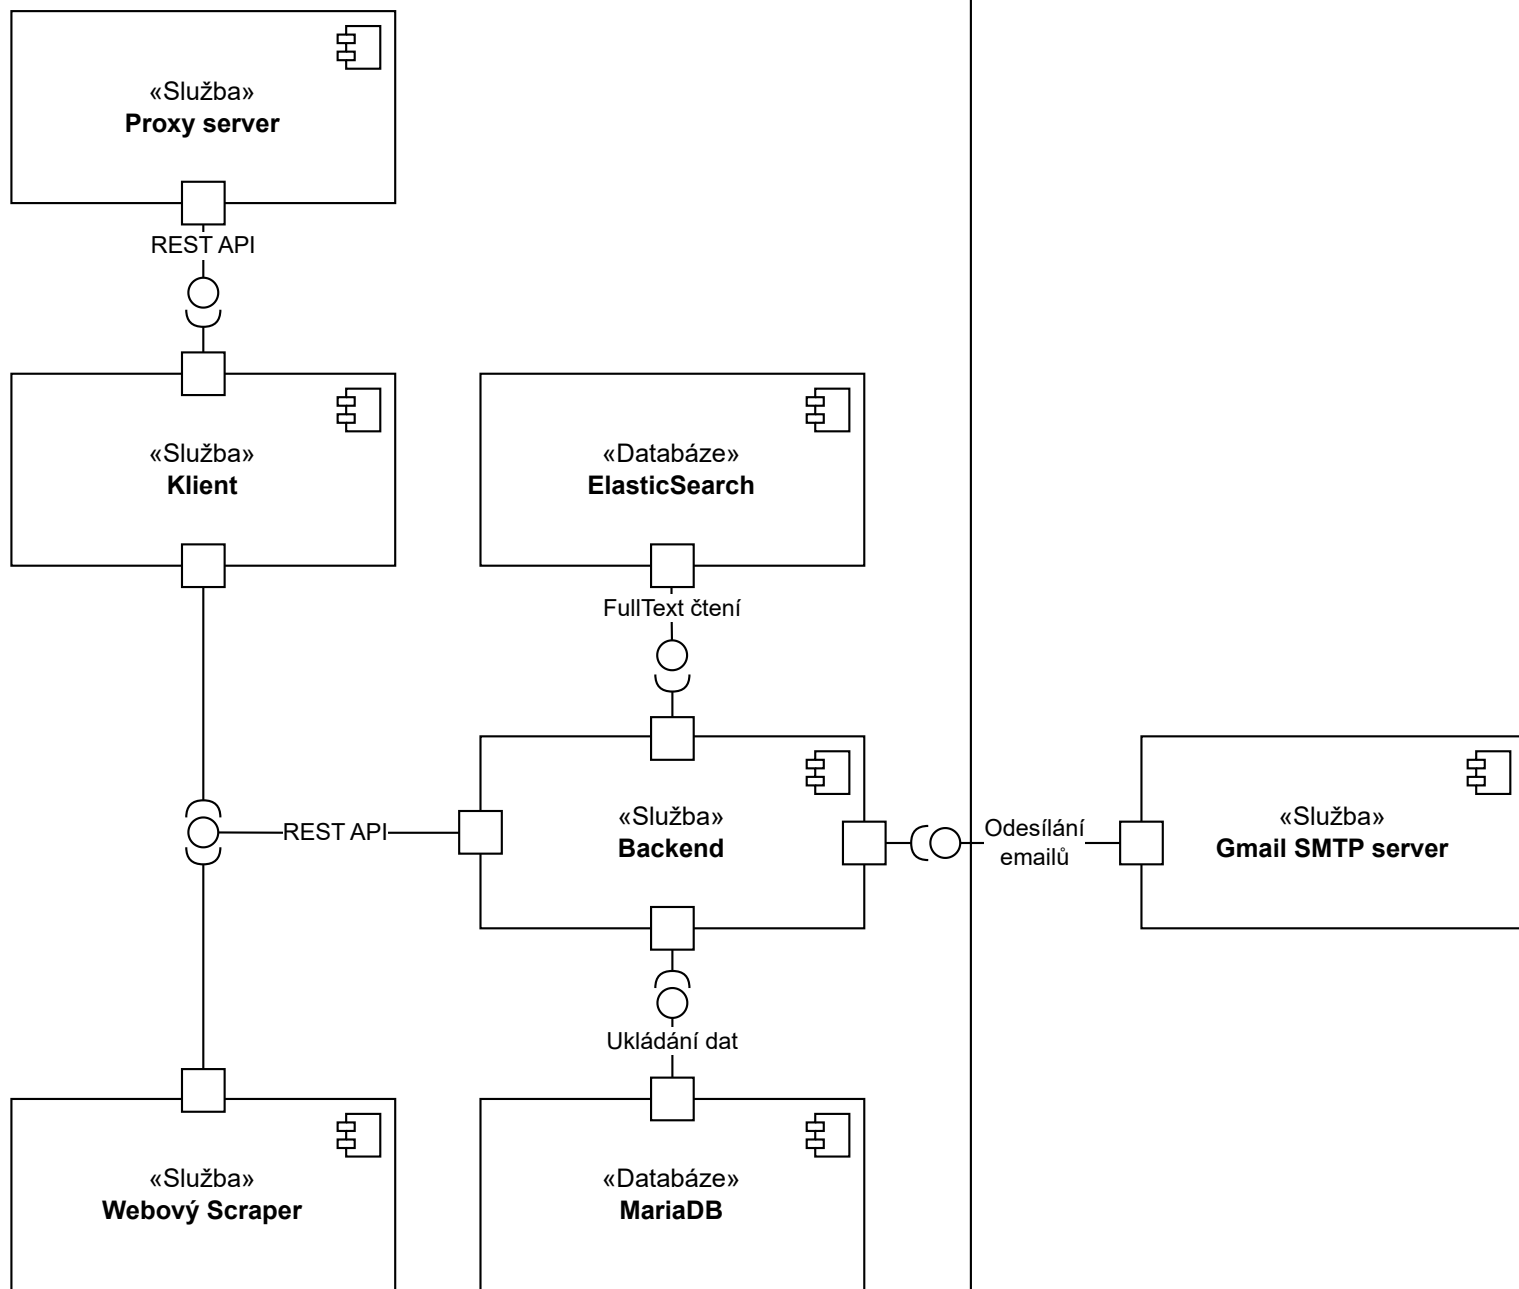 «Služba»
Proxy server
REST API
«Služba»
Klient
«Databáze»
ElasticSearch
FullText čtení
REST API
«Služba»
Backend
Odesílání
emailů
«Služba»
Gmail SMTP server
Ukládání dat
«Služba»
Webový Scraper
«Databáze»
MariaDB